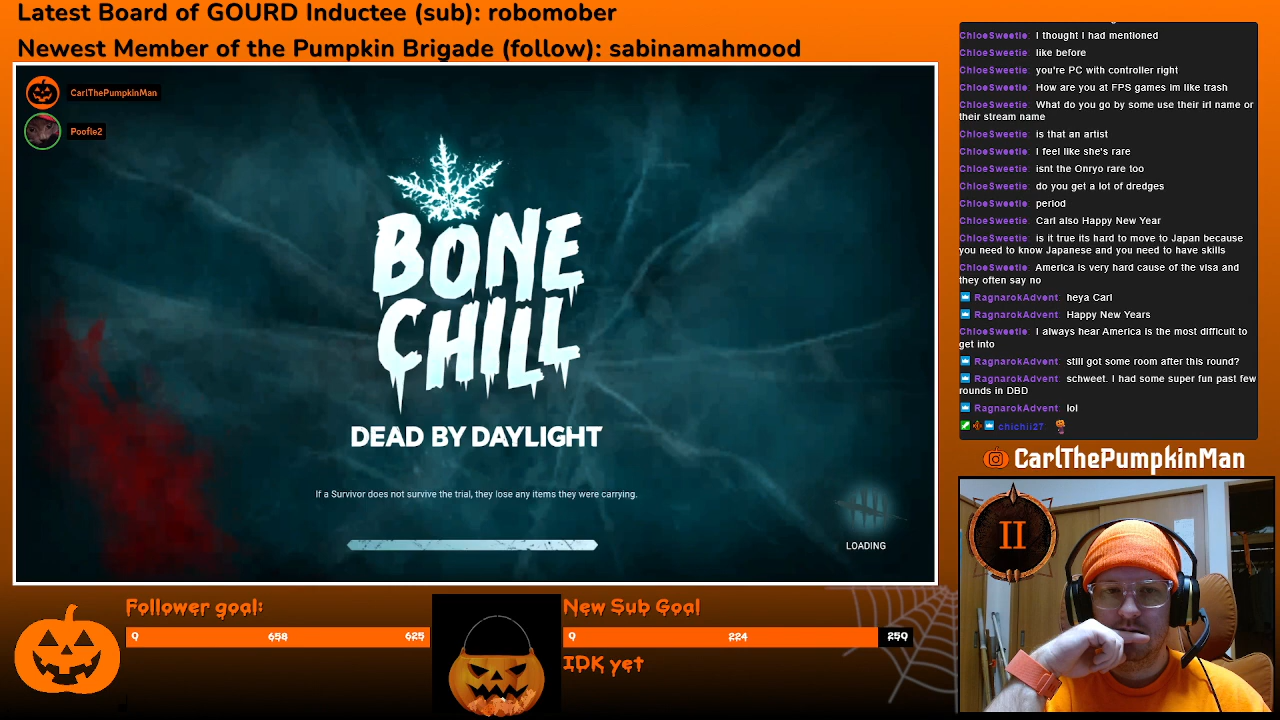 Latest Board of GOURD Inductee (sub): robomober
Newest Member of the Pumpkin Brigade (follow): sabinamahmood
CarlThePumpkinMan
Poofle2
BONE
CHILL
DEAD BY DAYLIGHT
If a Survivor does not survive the trial, they lose any items they were carrying.
LOADING
ChloeSweetie: I thought I had mentioned
ChloeSweetie: like before
ChloeSweetie: you're PC with controller right
ChloeSweetie: How are you at FPS games im like trash
ChloeSweetie: What do you go by some use their irl name or
their stream name
ChloeSweetie: is that an artist
ChloeSweetie: I feel like she's rare
ChloeSweetie: isnt the Onryo rare too
ChloeSweetie: do you get a lot of dredges
ChloeSweetie: period
ChloeSweetie: Carl also Happy New Year
ChloeSweetie: is it true its hard to move to Japan because
you need to know Japanese and you need to have skills
ChloeSweetie: America is very hard cause of the visa and
they often say no
RagnarokAdvent: heya Carl
RagnarokAdvent: Happy New Years
ChloeSweetie: I always hear America is the most difficult to
get into
RagnarokAdvent: still got some room after this round?
RagnarokAdvent: schweet. I had some super fun past few
rounds in DBD
RagnarokAdvent: lol
chichii27:
CarlThePumpkinMan
II
Follower goal:
0 658 625
New Sub Goal
0 224 250
IDK yet